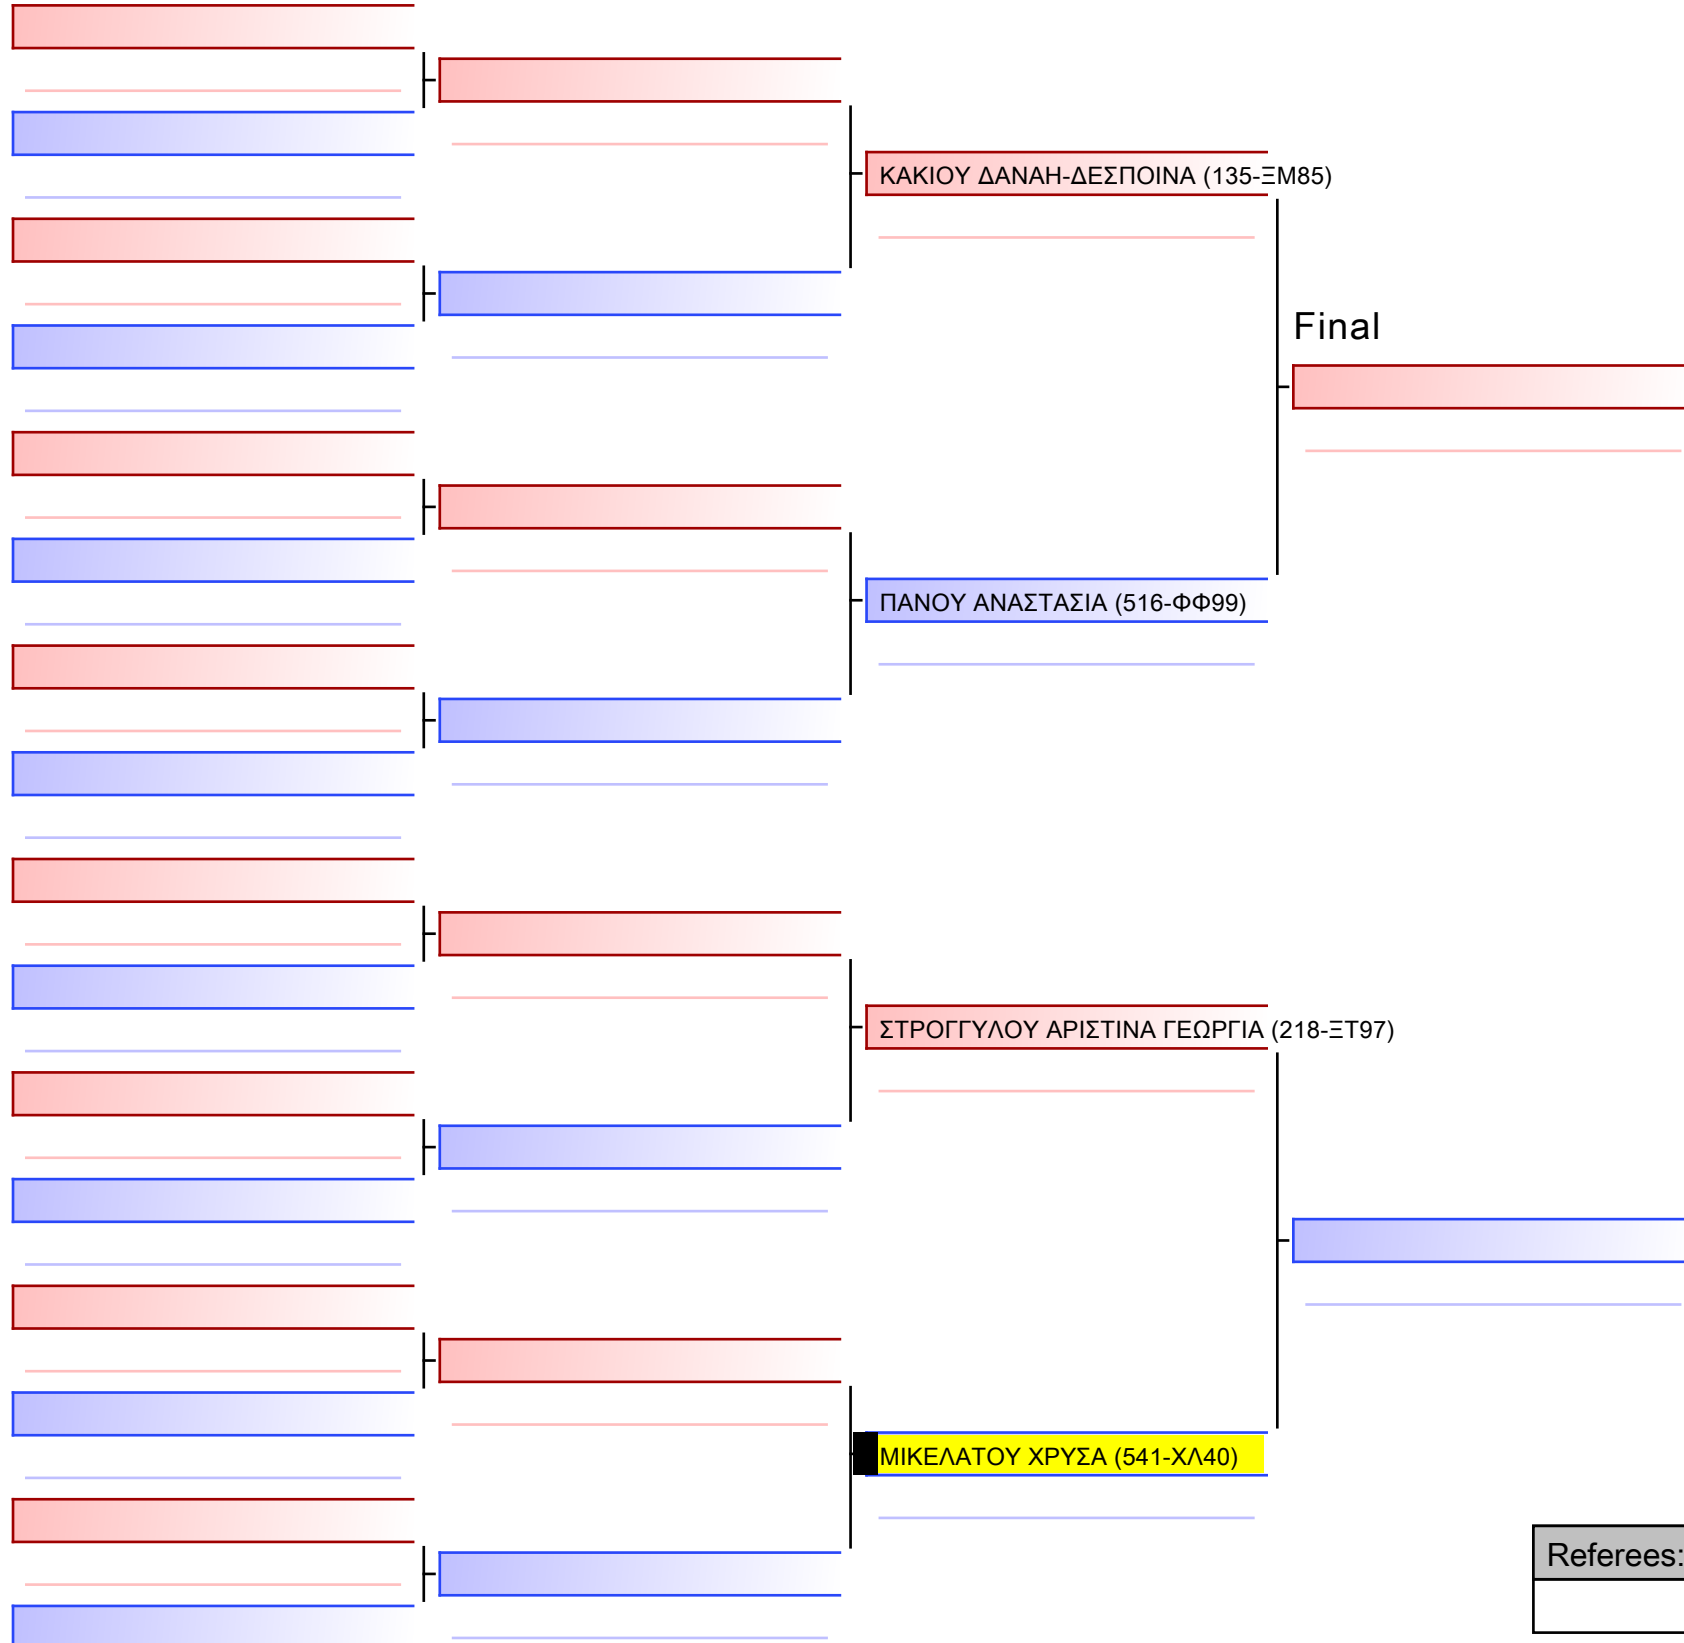 ΚΑΚΙΟΥ ΔΑΝΑΗ-ΔΕΣΠΟΙΝΑ (135-ΞΜ85)
Final
ΠΑΝΟΥ ΑΝΑΣΤΑΣΙΑ (516-ΦΦ99)
ΣΤΡΟΓΓΥΛΟΥ ΑΡΙΣΤΙΝΑ ΓΕΩΡΓΙΑ (218-ΞΤ97)
ΜΙΚΕΛΑΤΟΥ ΧΡΥΣΑ (541-ΧΛ40)
Referees: